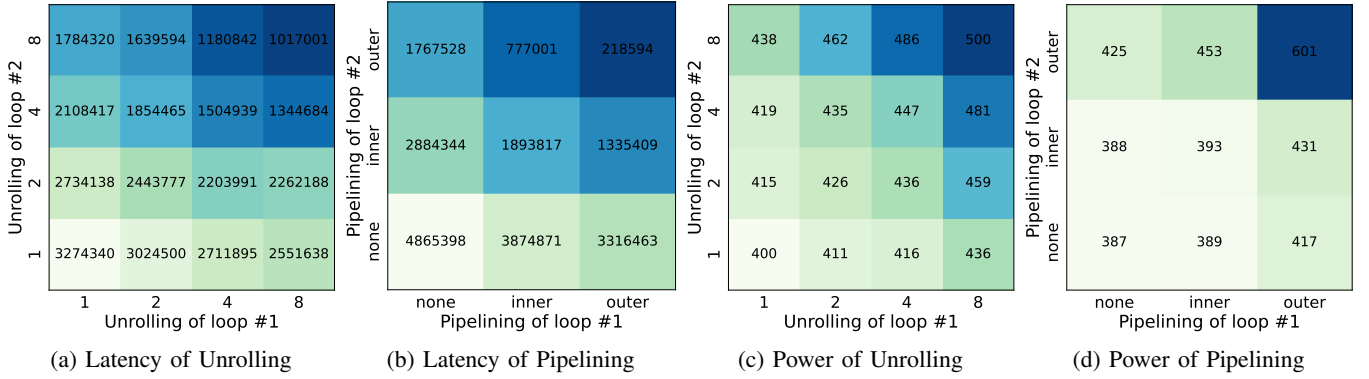 Unrolling of loop #2
8
4
2
1
1784320 1639594 1180842 1017001
2108417 1854465 1504939 1344684
2734138 2443777 2203991 2262188
3274340 3024500 2711895 2551638
1 2 4 8
Unrolling of loop #1
(a) Latency of Unrolling
Pipelining of loop #2
outer
inner
none
1767528 777001 218594
2884344 1893817 1335409
4865398 3874871 3316463
none inner outer
Pipelining of loop #1
(b) Latency of Pipelining
Unrolling of loop #2
8
4
2
1
438 462 486 500
419 435 447 481
415 426 436 459
400 411 416 436
1 2 4 8
Unrolling of loop #1
(c) Power of Unrolling
Pipelining of loop #2
outer
inner
none
425 453 601
388 393 431
387 389 417
none inner outer
Pipelining of loop #1
(d) Power of Pipelining